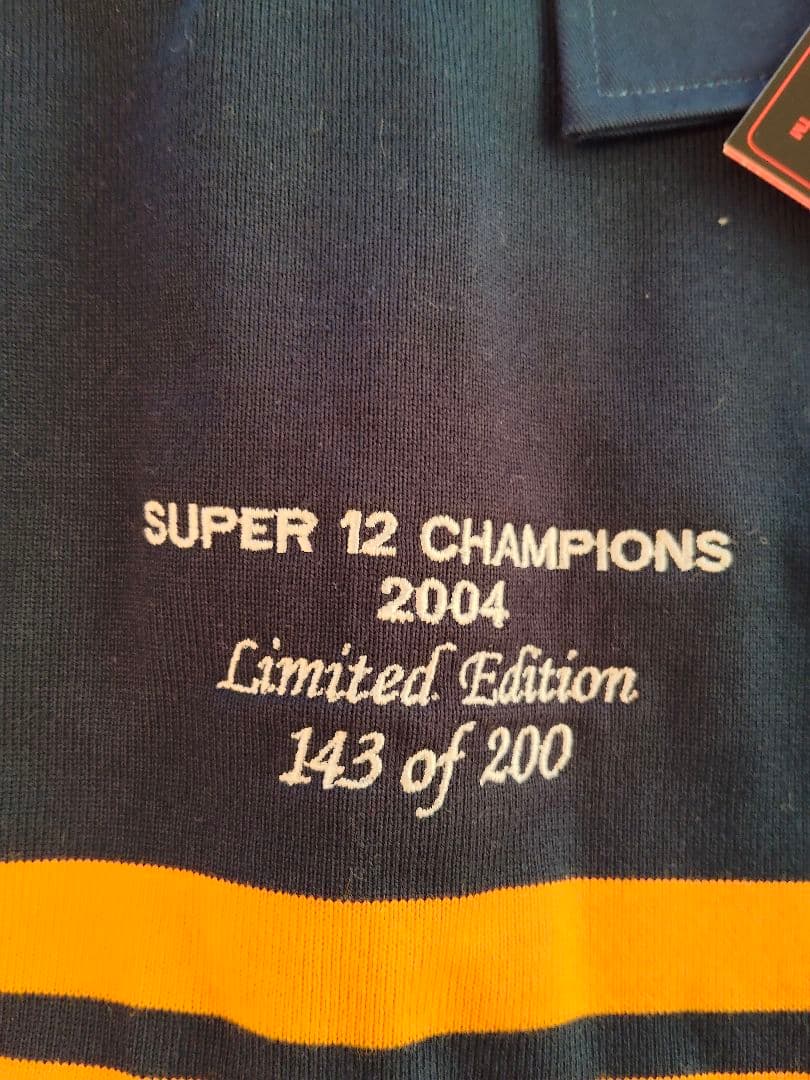 SUPER 12 CHAMPIONS
2004
Limited Edition
143 of 200